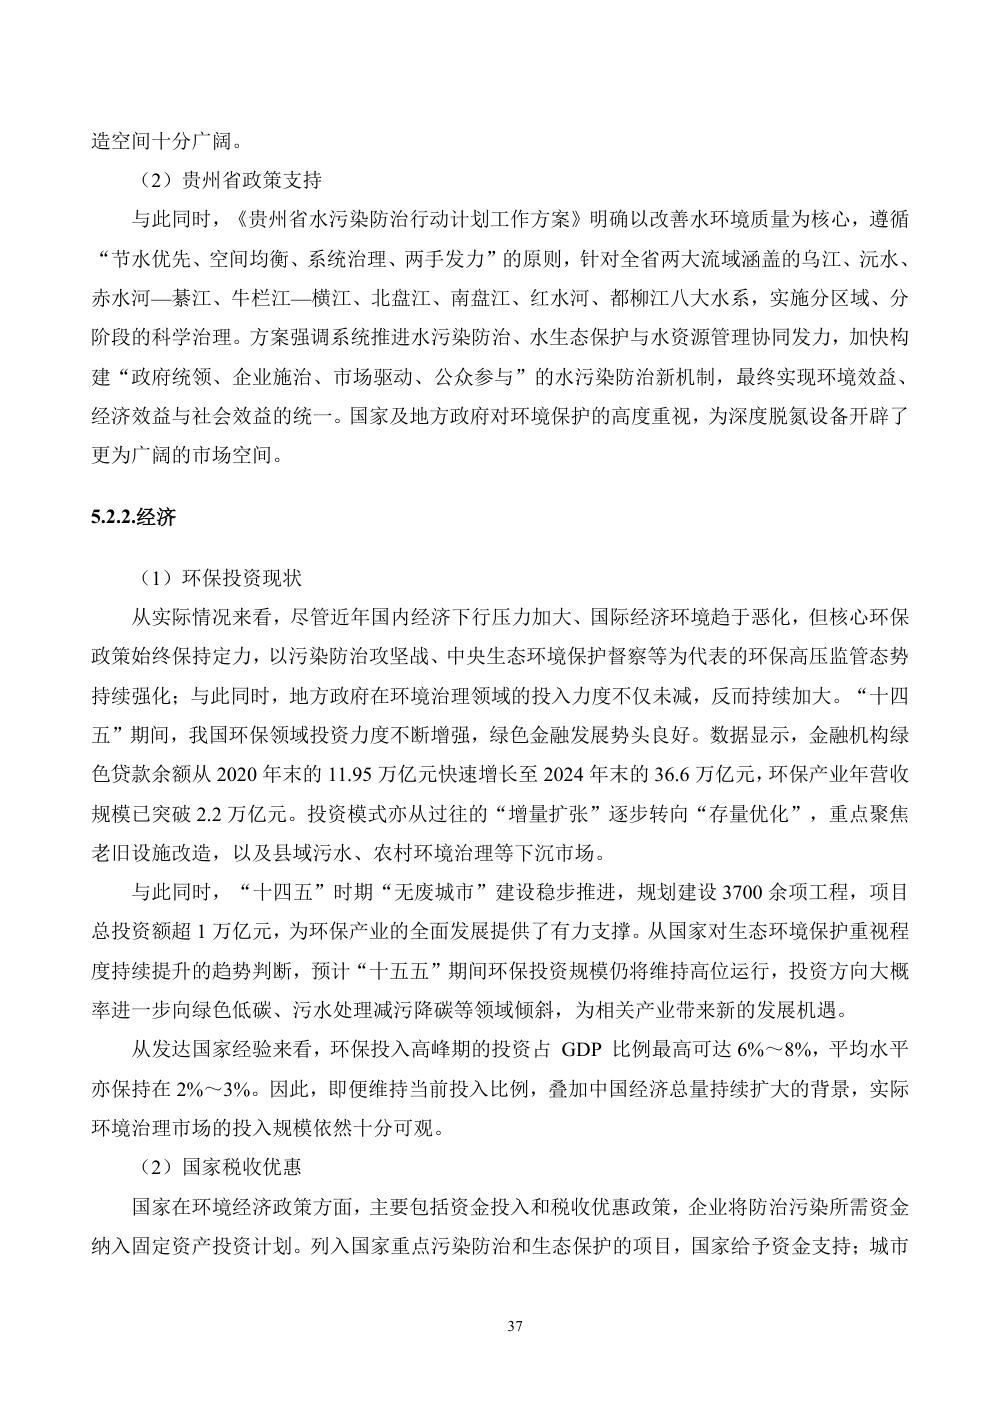 造空间十分广阔。
（2）贵州省政策支持
与此同时，《贵州省水污染防治行动计划工作方案》明确以改善水环境质量为核心，遵循
“节水优先、空间均衡、系统治理、两手发力”的原则，针对全省两大流域涵盖的乌江、沅水、
赤水河—綦江、牛栏江—横江、北盘江、南盘江、红水河、都柳江八大水系，实施分区域、分
阶段的科学治理。方案强调系统推进水污染防治、水生态保护与水资源管理协同发力，加快构
建“政府统领、企业施治、市场驱动、公众参与”的水污染防治新机制，最终实现环境效益、
经济效益与社会效益的统一。国家及地方政府对环境保护的高度重视，为深度脱氮设备开辟了
更为广阔的市场空间。
5.2.2.经济
（1）环保投资现状
从实际情况来看，尽管近年国内经济下行压力加大、国际经济环境趋于恶化，但核心环保
政策始终保持定力，以污染防治攻坚战、中央生态环境保护督察等为代表的环保高压监管态势
持续强化；与此同时，地方政府在环境治理领域的投入力度不仅未减，反而持续加大。“十四
五”期间，我国环保领域投资力度不断增强，绿色金融发展势头良好。数据显示，金融机构绿
色贷款余额从 2020 年末的 11.95 万亿元快速增长至 2024 年末的 36.6 万亿元，环保产业年营收
规模已突破 2.2 万亿元。投资模式亦从过往的“增量扩张”逐步转向“存量优化”，重点聚焦
老旧设施改造，以及县域污水、农村环境治理等下沉市场。
与此同时，“十四五”时期“无废城市”建设稳步推进，规划建设 3700 余项工程，项目
总投资额超 1 万亿元，为环保产业的全面发展提供了有力支撑。从国家对生态环境保护重视程
度持续提升的趋势判断，预计“十五五”期间环保投资规模仍将维持高位运行，投资方向大概
率进一步向绿色低碳、污水处理减污降碳等领域倾斜，为相关产业带来新的发展机遇。
从发达国家经验来看，环保投入高峰期的投资占 GDP 比例最高可达 6%～8%，平均水平
亦保持在 2%～3%。因此，即便维持当前投入比例，叠加中国经济总量持续扩大的背景，实际
环境治理市场的投入规模依然十分可观。
（2）国家税收优惠
国家在环境经济政策方面，主要包括资金投入和税收优惠政策，企业将防治污染所需资金
纳入固定资产投资计划。列入国家重点污染防治和生态保护的项目，国家给予资金支持；城市
37